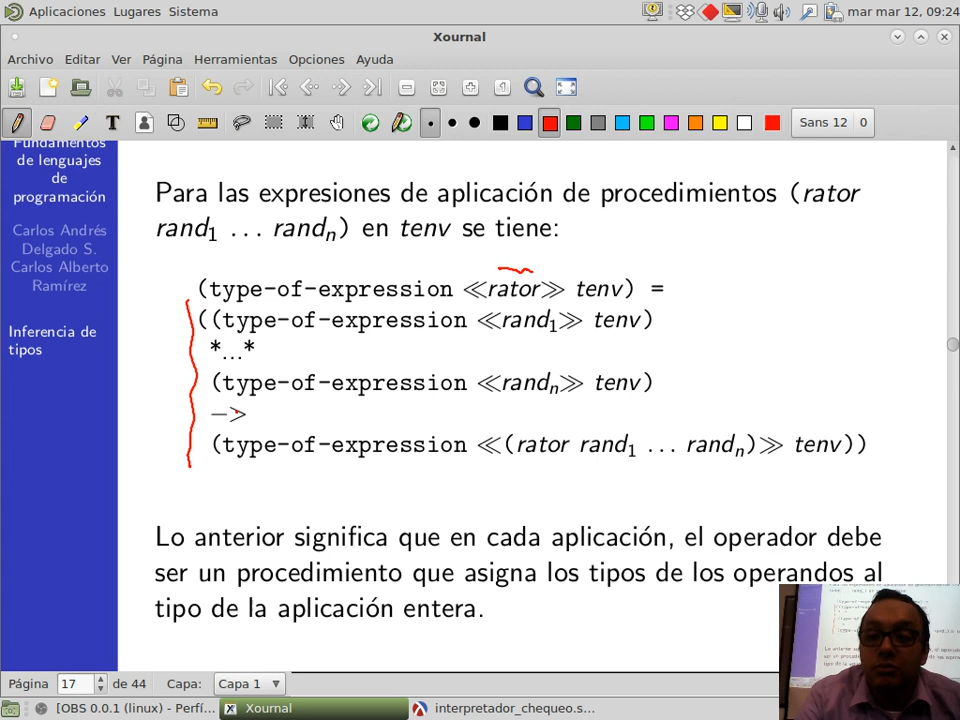 Aplicaciones Lugares Sistema mar mar 12, 09:24
Xournal
Archivo Editar Ver Página Herramientas Opciones Ayuda
Sans 12 0
Fundamentos
de lenguajes
de
programación
Carlos Andrés
Delgado S.
Carlos Alberto
Ramírez
Inferencia de
tipos
Para las expresiones de aplicación de procedimientos (rator
rand₁ ... randₙ) en tenv se tiene:
(type-of-expression ≪rator≫ tenv) =
((type-of-expression ≪rand₁≫ tenv)
*...*
(type-of-expression ≪randₙ≫ tenv)
−>
(type-of-expression ≪(rator rand₁ ... randₙ)≫ tenv))
Lo anterior significa que en cada aplicación, el operador debe
ser un procedimiento que asigna los tipos de los operandos al
tipo de la aplicación entera.
Página 17 de 44 Capa: Capa 1
[OBS 0.0.1 (linux) - Perfí... Xournal interpretador_chequeo.s...